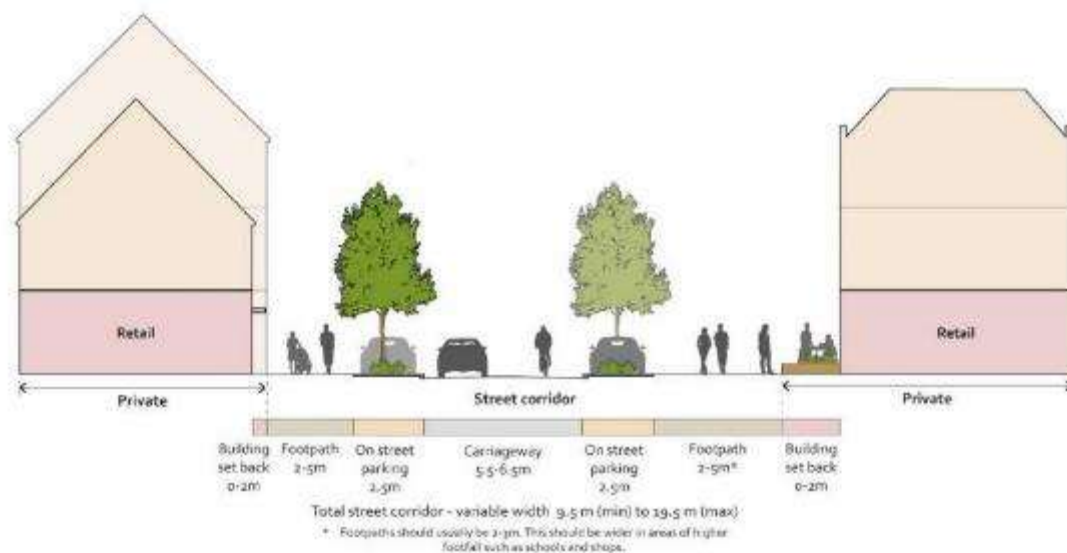 Retail
Retail
Private
Street corridor
Private
Building
set back
0-2m
Footpath
2-5m
On street
parking
2.5m
Carriageway
5.5-6.5m
On street
parking
2.5m
Footpath
2-5m*
Building
set back
0-2m
Total street corridor - variable width 9.5 m (min) to 19.5 m (max)
* Footpaths should usually be 2-3m. This should be wider in areas of higher
footfall such as schools and shops.